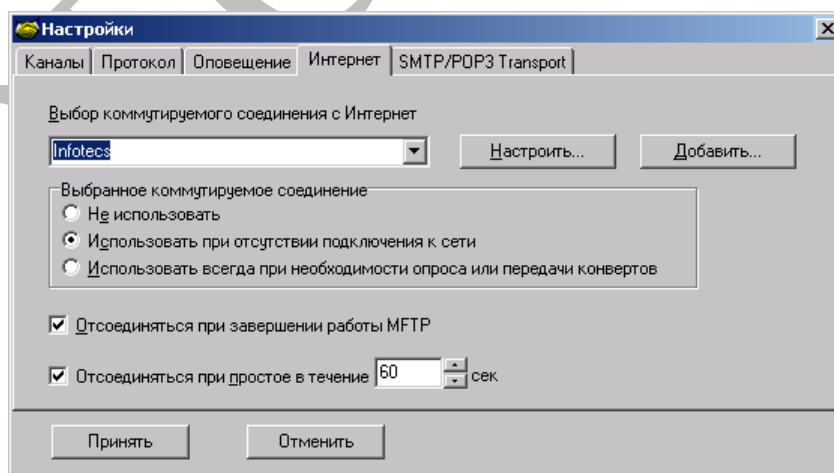 Настройки
Каналы Протокол Оповещение Интернет SMTP/POP3 Transport
Выбор коммутируемого соединения с Интернет
Infotecs Настроить... Добавить...
Выбранное коммутируемое соединение
Не использовать
Использовать при отсутствии подключения к сети
Использовать всегда при необходимости опроса или передачи конвертов
Отсоединяться при завершении работы MFTP
Отсоединяться при простое в течение 60 сек
Принять Отменить